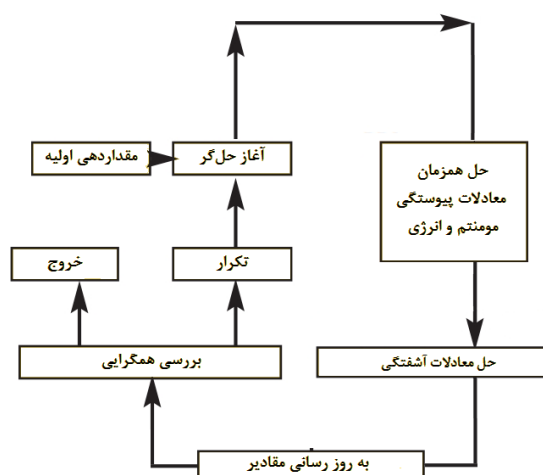 مقداردهی اولیه
آغاز حل‌گر
حل همزمان
معادلات پیوستگی
مومنتم و انرژی
خروج
تکرار
بررسی همگرایی
حل معادلات آشفتگی
به روز رسانی مقادیر